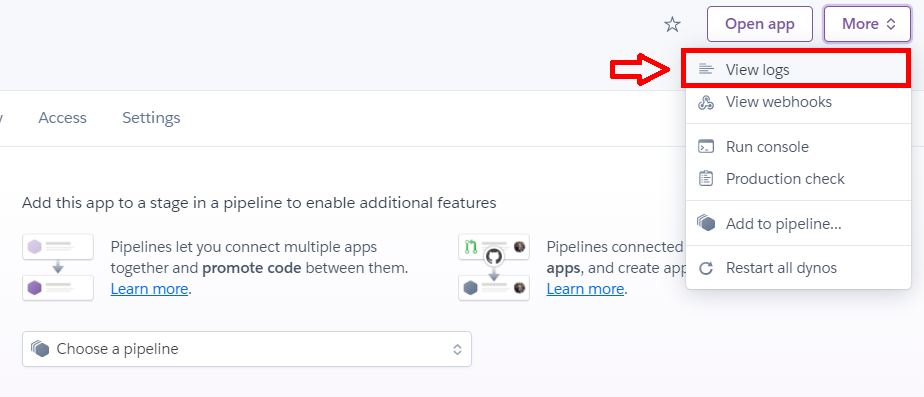 Open app
More
View logs
View webhooks
Run console
Production check
Add to pipeline...
Restart all dynos
Access
Settings
Add this app to a stage in a pipeline to enable additional features
Pipelines let you connect multiple apps
together and promote code between them.
Learn more.
Pipelines connected
apps, and create app
Learn more.
Choose a pipeline